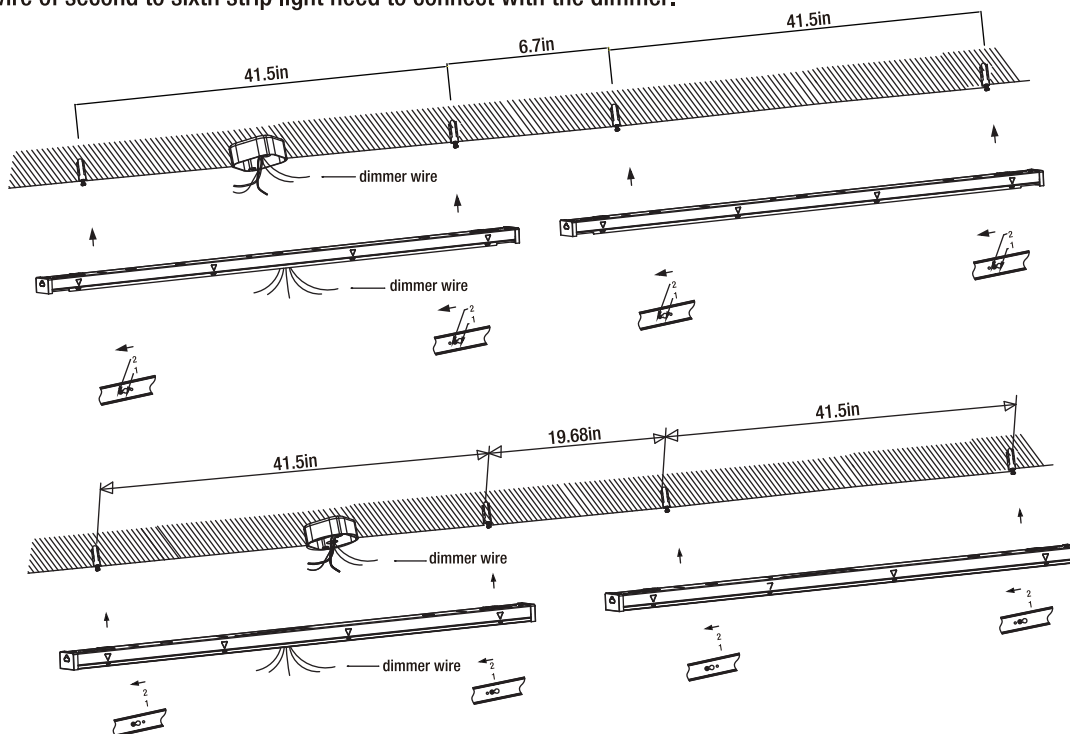 wire of second to sixth strip light need to connect with the dimmer.
41.5in
6.7in
41.5in
dimmer wire
dimmer wire
2
1
2
1
2
1
2
1
41.5in
19.68in
41.5in
dimmer wire
dimmer wire
2
1
2
1
2
1
2
1